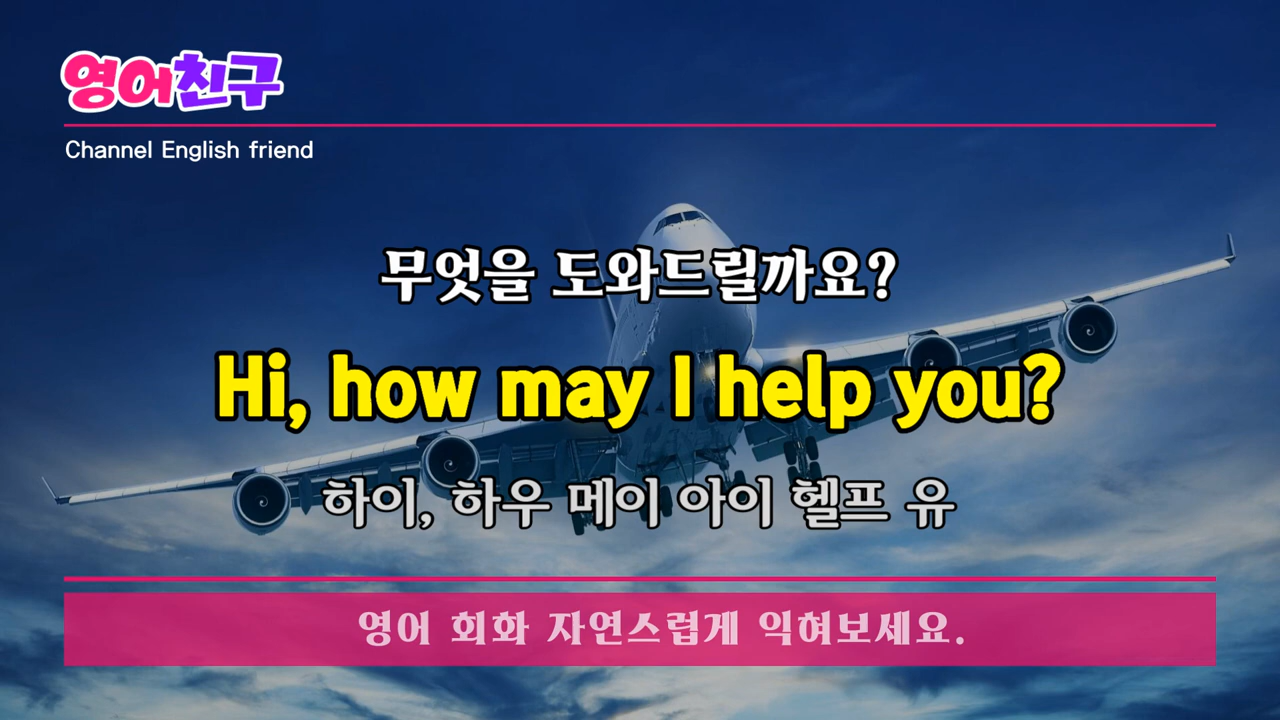 영어친구
Channel English friend
무엇을 도와드릴까요?
Hi, how may I help you?
하이, 하우 메이 아이 헬프 유
영어 회화 자연스럽게 익혀보세요.